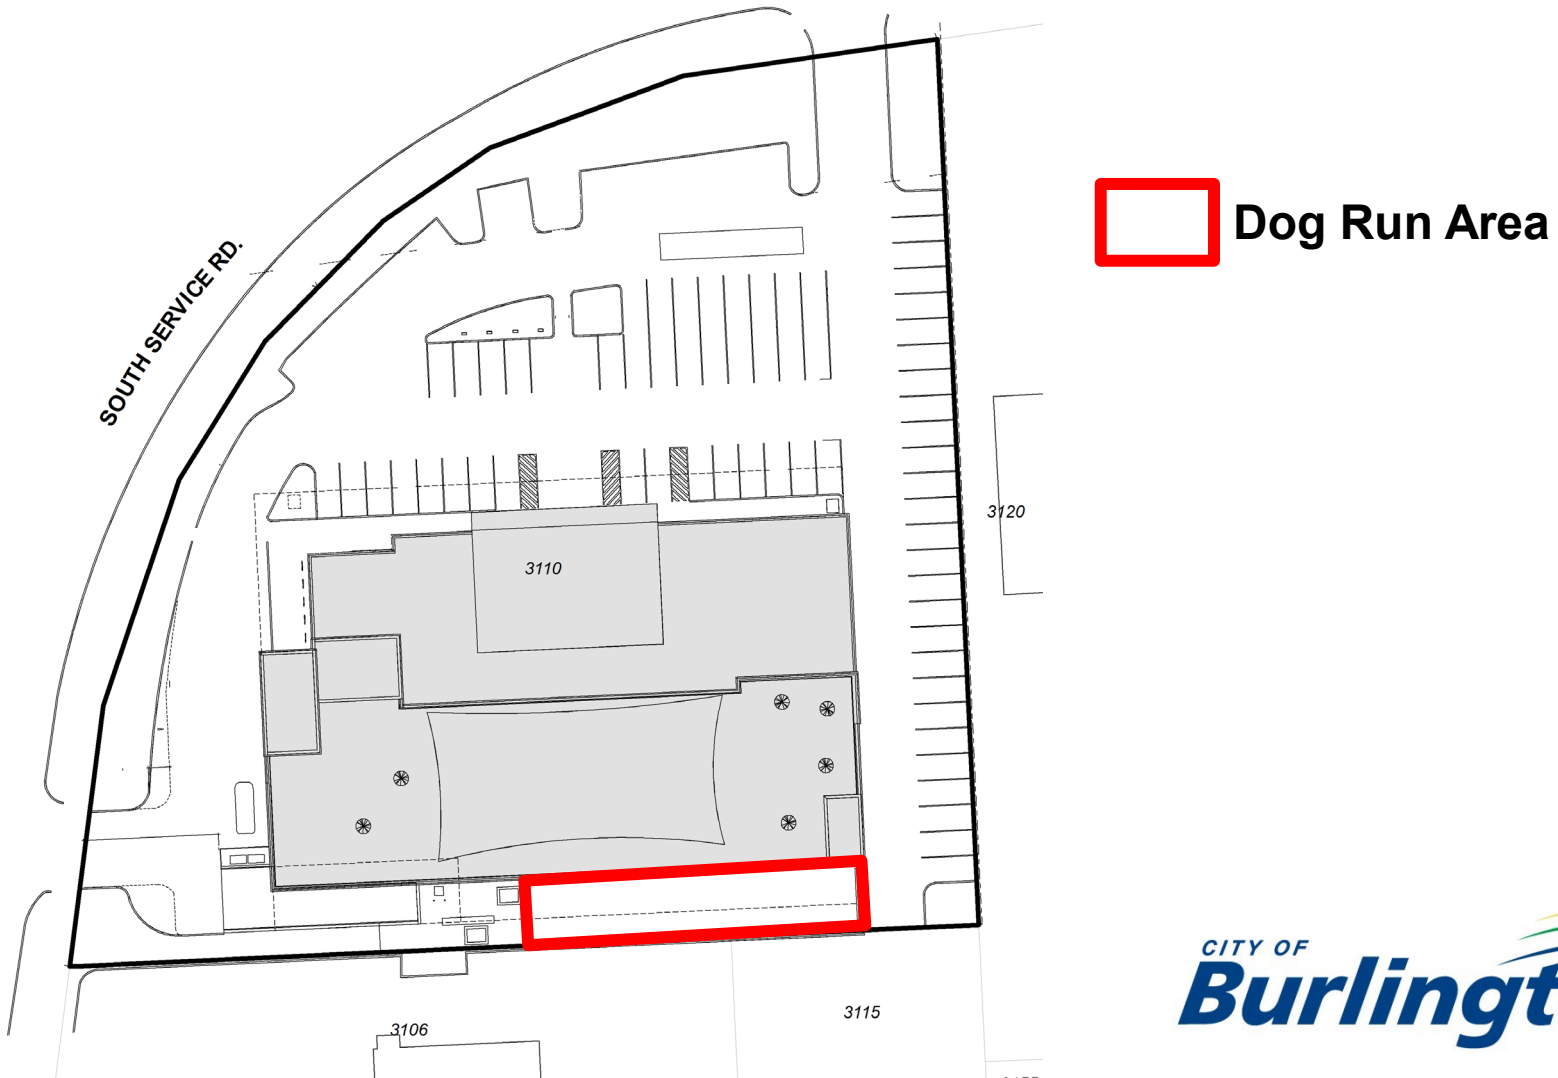 SOUTH SERVICE RD.
Dog Run Area
3120
3110
3115
3106
CITY OF
Burlingt